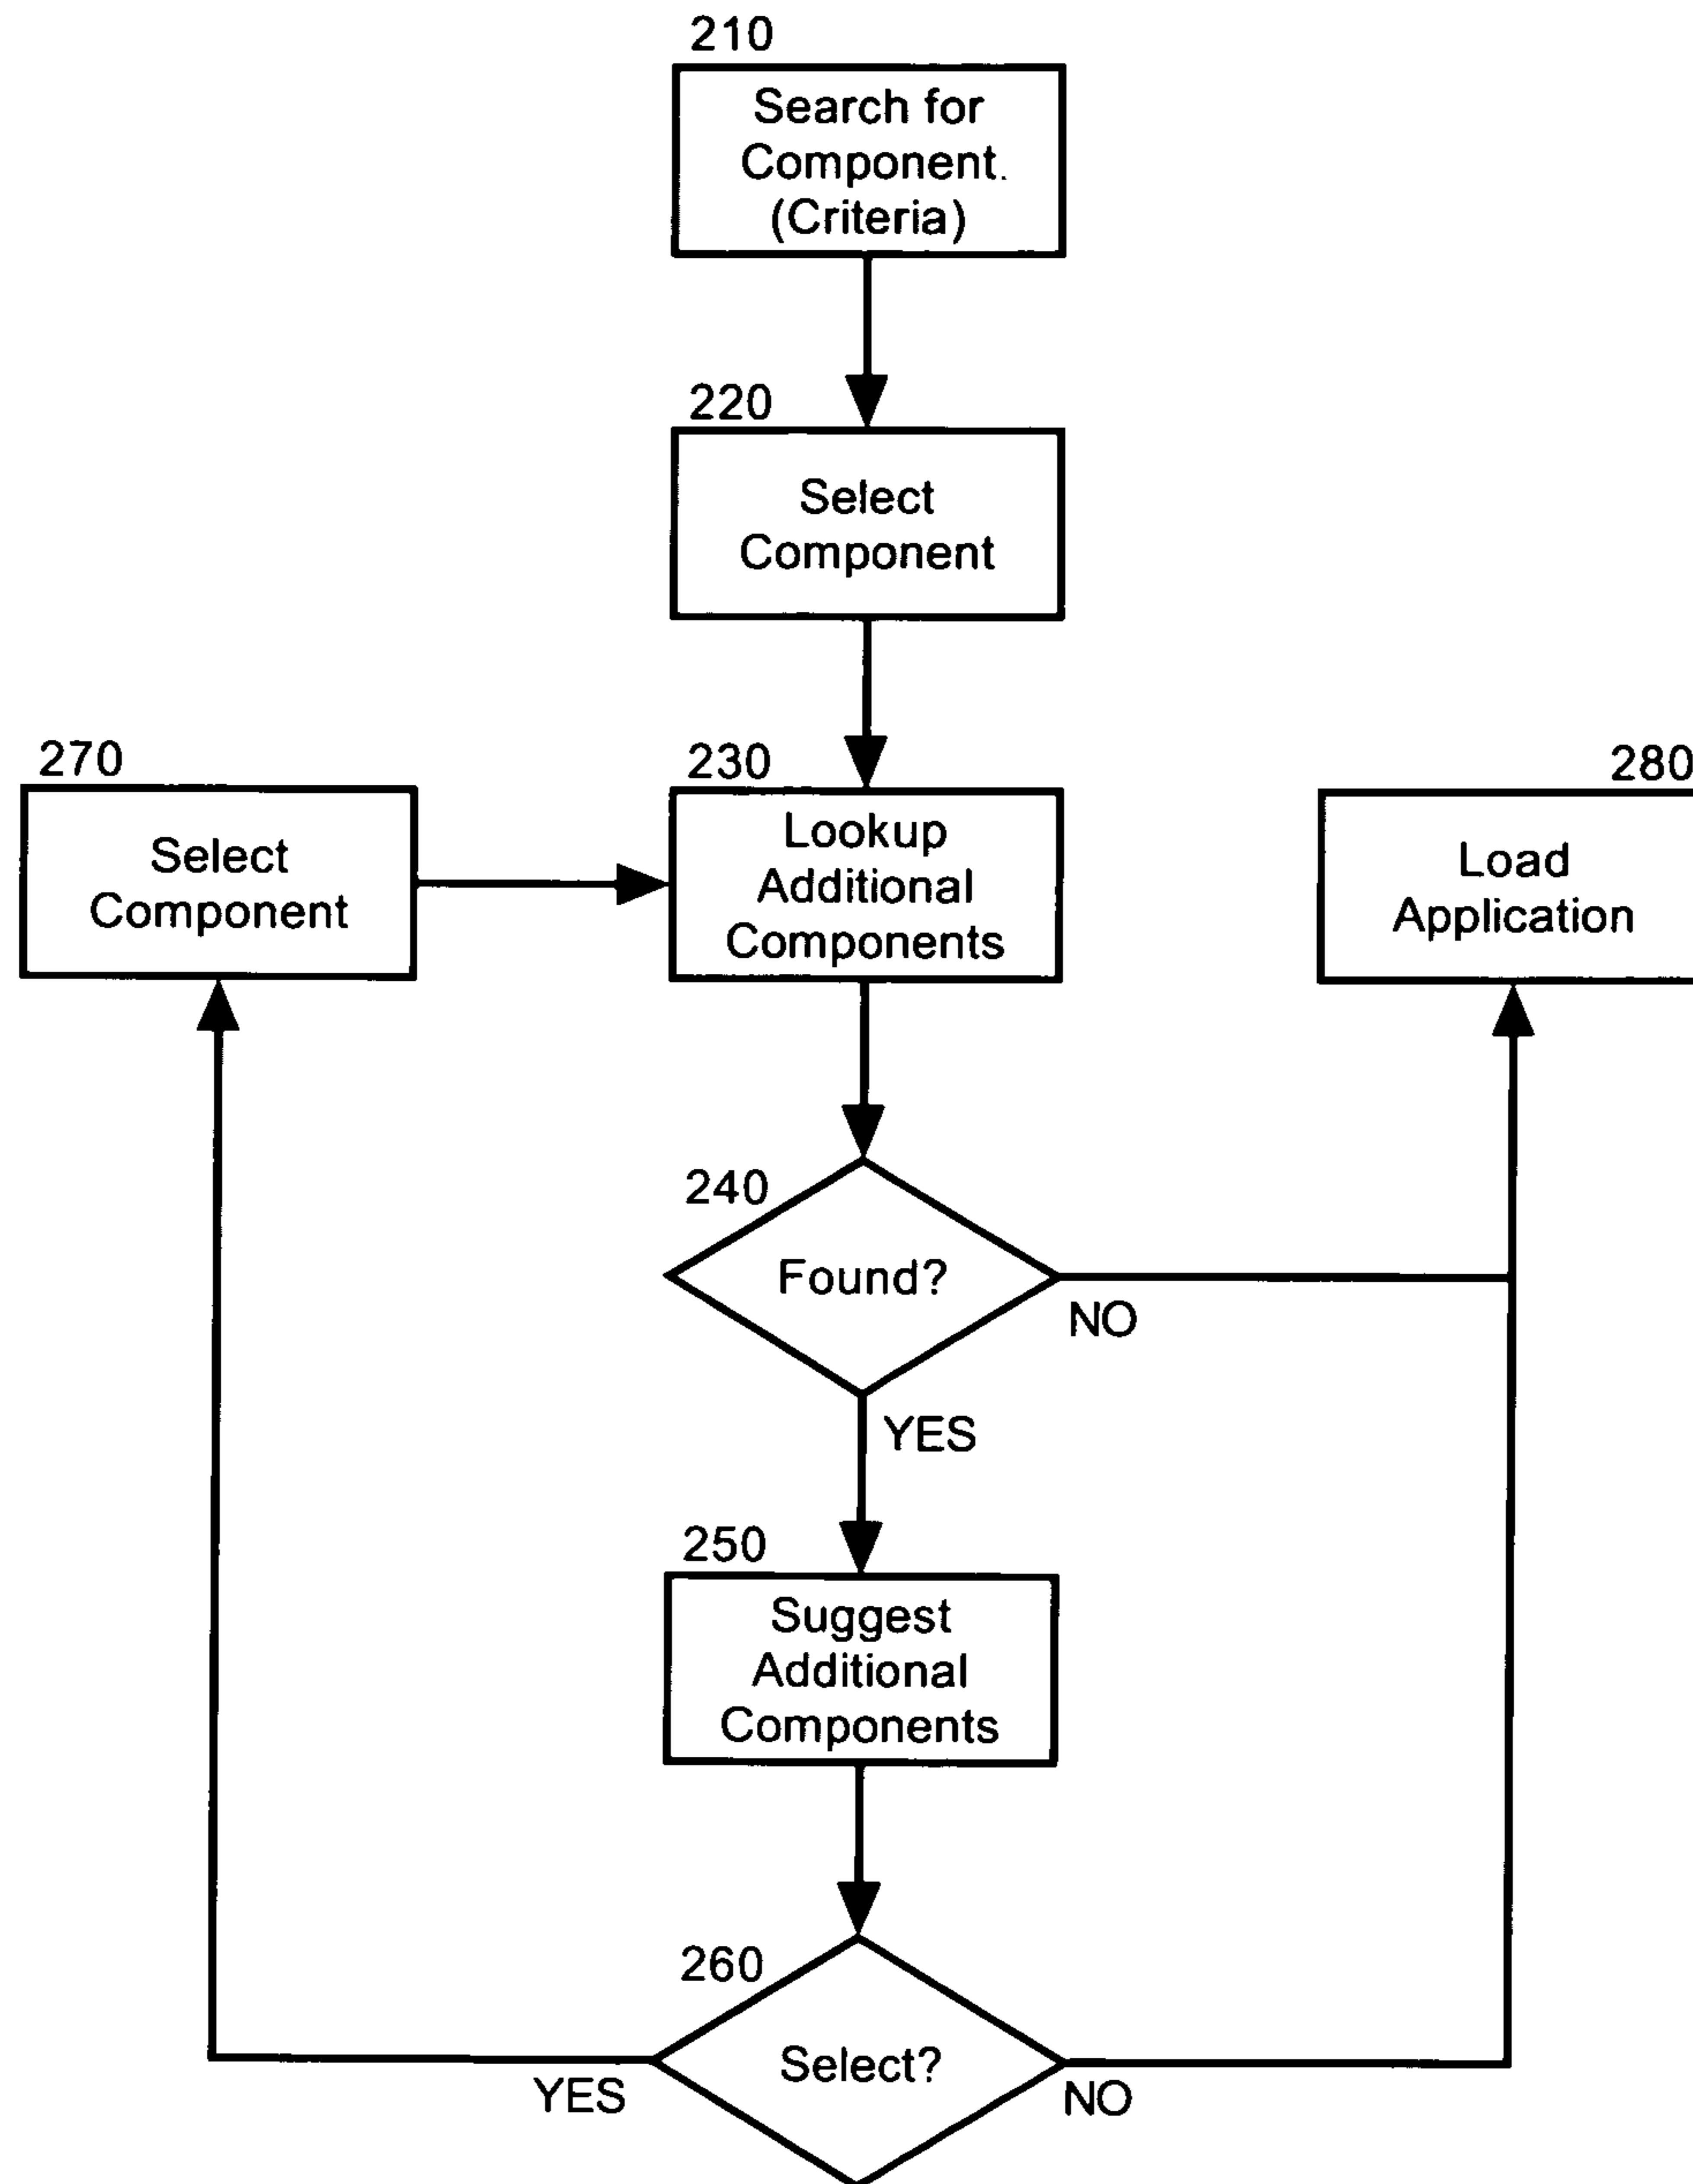 210
Search for
Component.
(Criteria)
220
Select
Component
270
Select
Component
230
Lookup
Additional
Components
280
Load
Application
240
Found?
NO
YES
250
Suggest
Additional
Components
260
Select?
YES
NO